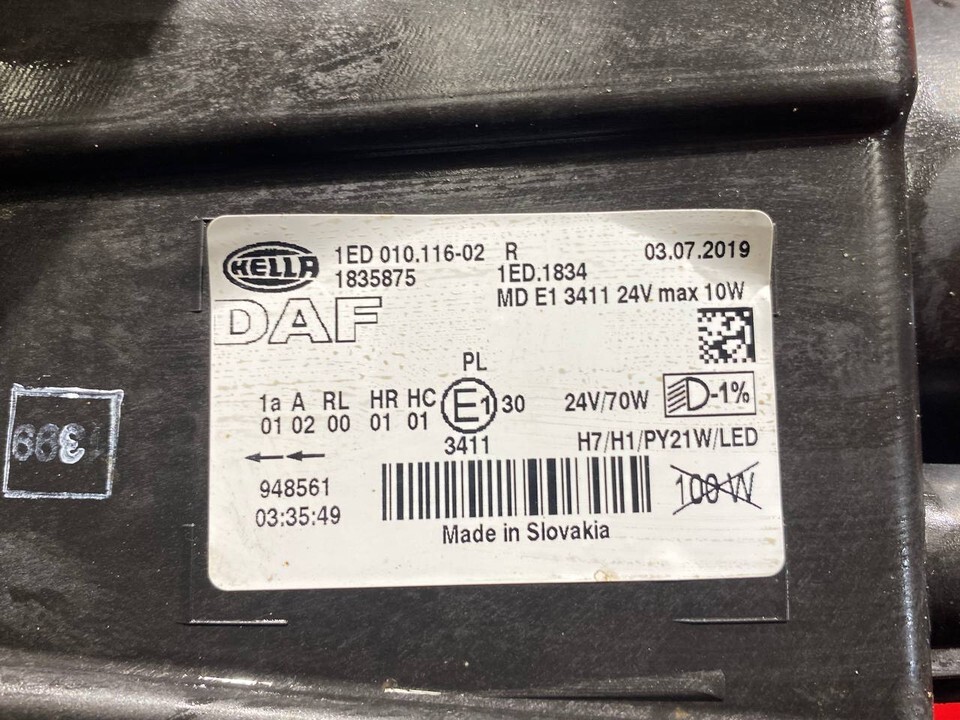 HELLA 1ED 010.116-02 R 03.07.2019
1835875 1ED.1834
MD E1 3411 24V max 10W
DAF
PL
1a A RL HR HC E1 30 24V/70W D-1%
01 02 00 01 01
3411 H7/H1/PY21W/LED
948561 100 W
03:35:49
Made in Slovakia